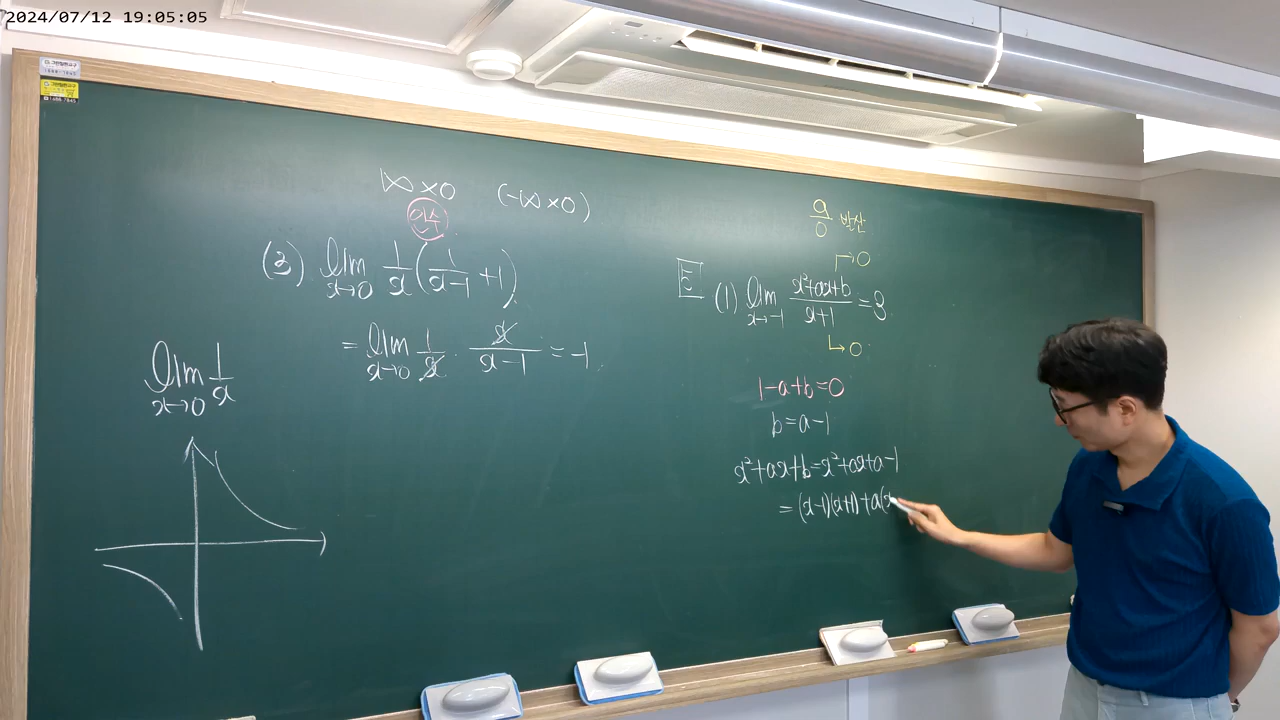 2024/07/12 19:05:05
∞×0 (-∞×0)
(3) lim x→0 1/x (1/(x-1) +1)
= lim x→0 1/x · x/(x-1) = -1
lim x→0 1/x
a/0 발산
E (1) lim x→-1 (x²+ax+b)/(x+1) = 3
→0
→0
1-a+b=0
b=a-1
x²+ax+b=x²+ax+a-1
=(x-1)(x+1)+a(x